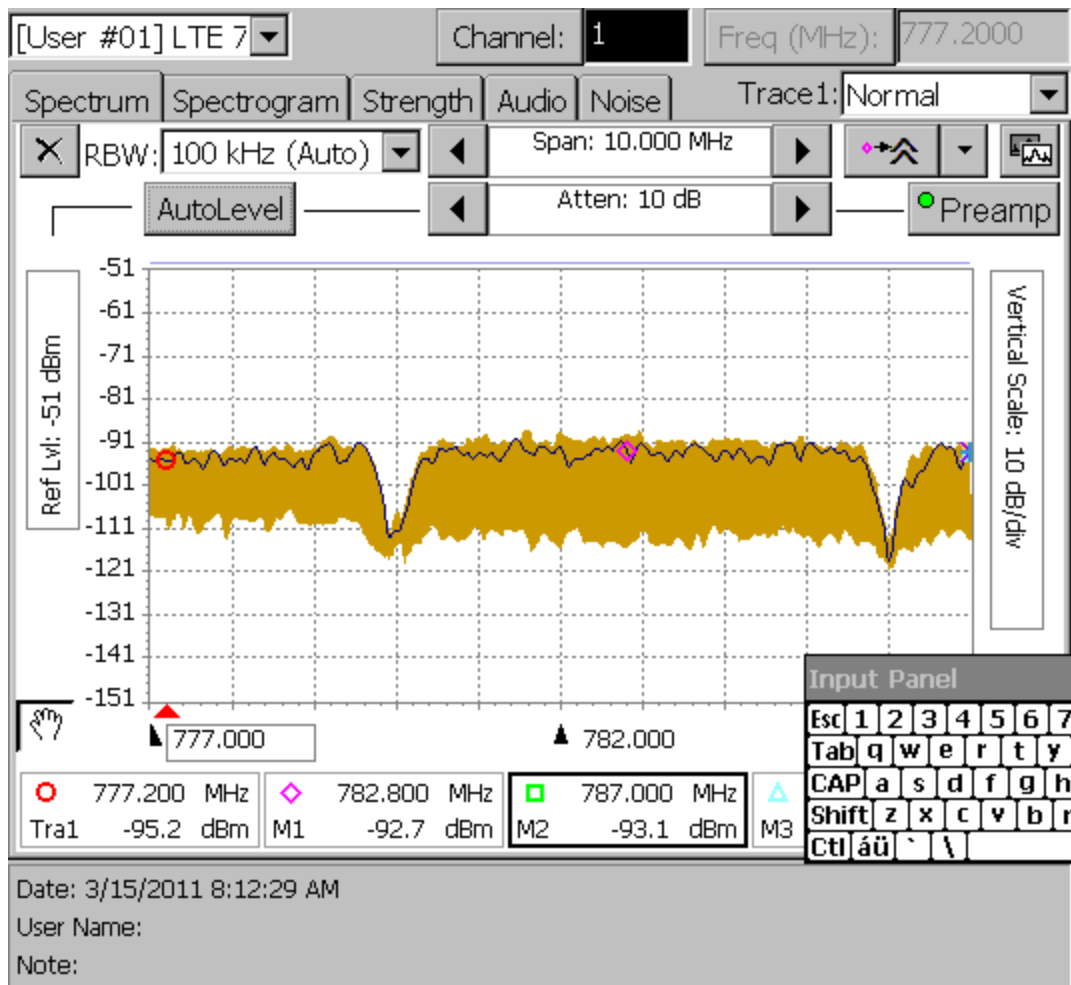 [User #01] LTE 7 Channel: 1 Freq (MHz): 777.2000
Spectrum Spectrogram Strength Audio Noise Trace1: Normal
RBW: 100 kHz (Auto) Span: 10.000 MHz
AutoLevel Atten: 10 dB Preamp
Ref Lvl: -51 dBm
-51
-61
-71
-81
-91
-101
-111
-121
-131
-141
-151
Vertical Scale: 10 dB/div
777.000 782.000
777.200 MHz 782.800 MHz 787.000 MHz
Tra1 -95.2 dBm M1 -92.7 dBm M2 -93.1 dBm M3
Input Panel
Esc 1 2 3 4 5 6 7
Tab q w e r t y
CAP a s d f g h
Shift z x c v b
Ctl áü ` \
Date: 3/15/2011 8:12:29 AM
User Name:
Note: